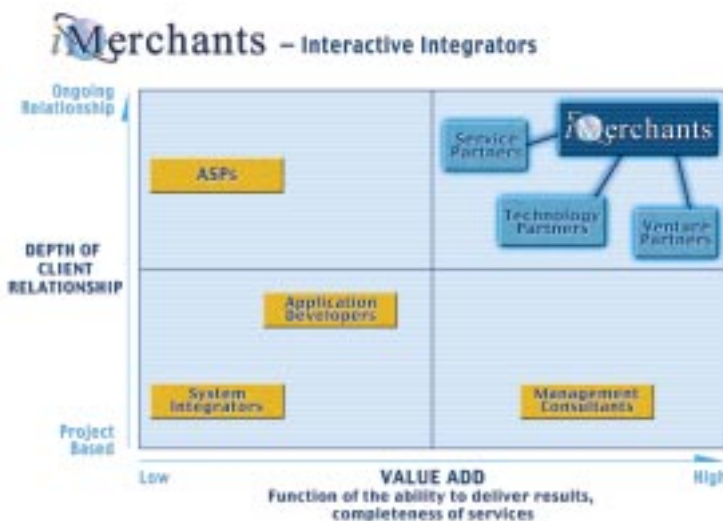 iMerchants – Interactive Integrators
Ongoing
Relationship
Service
Partners
iMerchants
ASPs
Technology
Partners
Venture
Partners
DEPTH OF
CLIENT
RELATIONSHIP
Application
Developers
System
Integrators
Management
Consultants
Project
Based
Low
VALUE ADD
High
Function of the ability to deliver results,
completeness of services